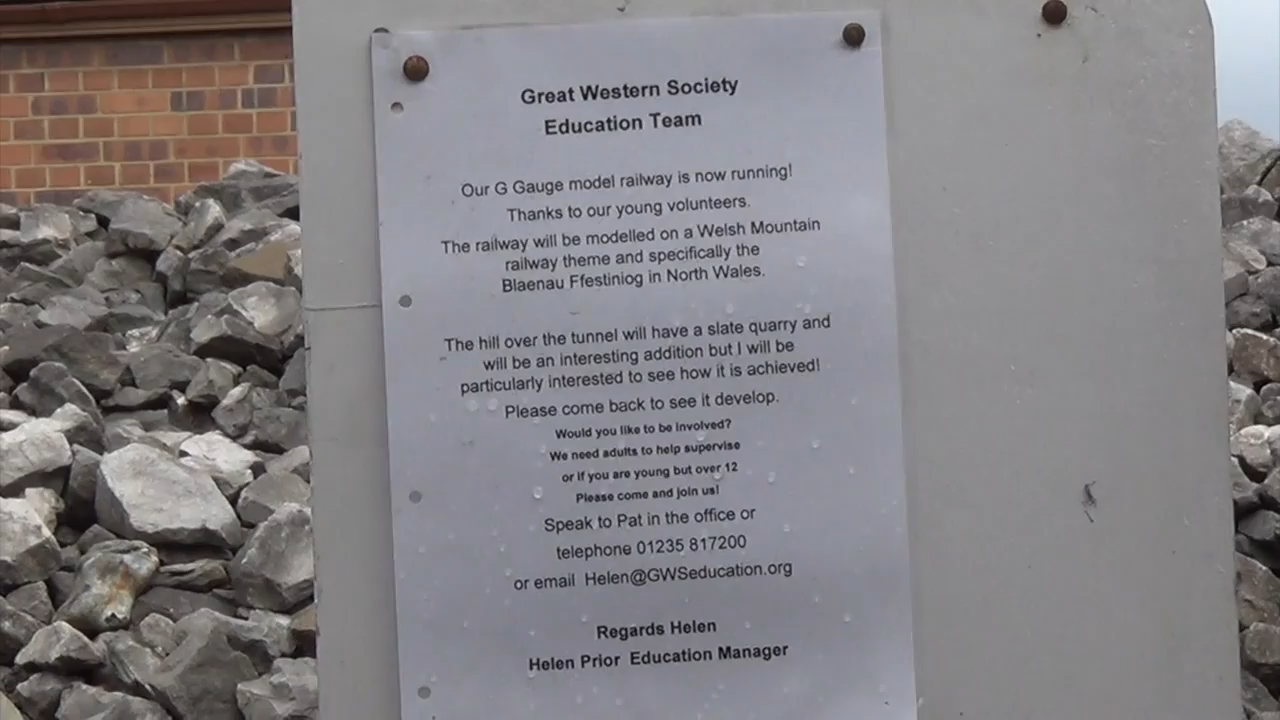 Great Western Society
Education Team
Our G Gauge model railway is now running!
Thanks to our young volunteers.
The railway will be modelled on a Welsh Mountain
railway theme and specifically the
Blaenau Ffestiniog in North Wales.
The hill over the tunnel will have a slate quarry and
will be an interesting addition but I will be
particularly interested to see how it is achieved!
Please come back to see it develop.
Would you like to be involved?
We need adults to help supervise
or if you are young but over 12
Please come and join us!
Speak to Pat in the office or
telephone 01235 817200
or email Helen@GWSeducation.org
Regards Helen
Helen Prior Education Manager